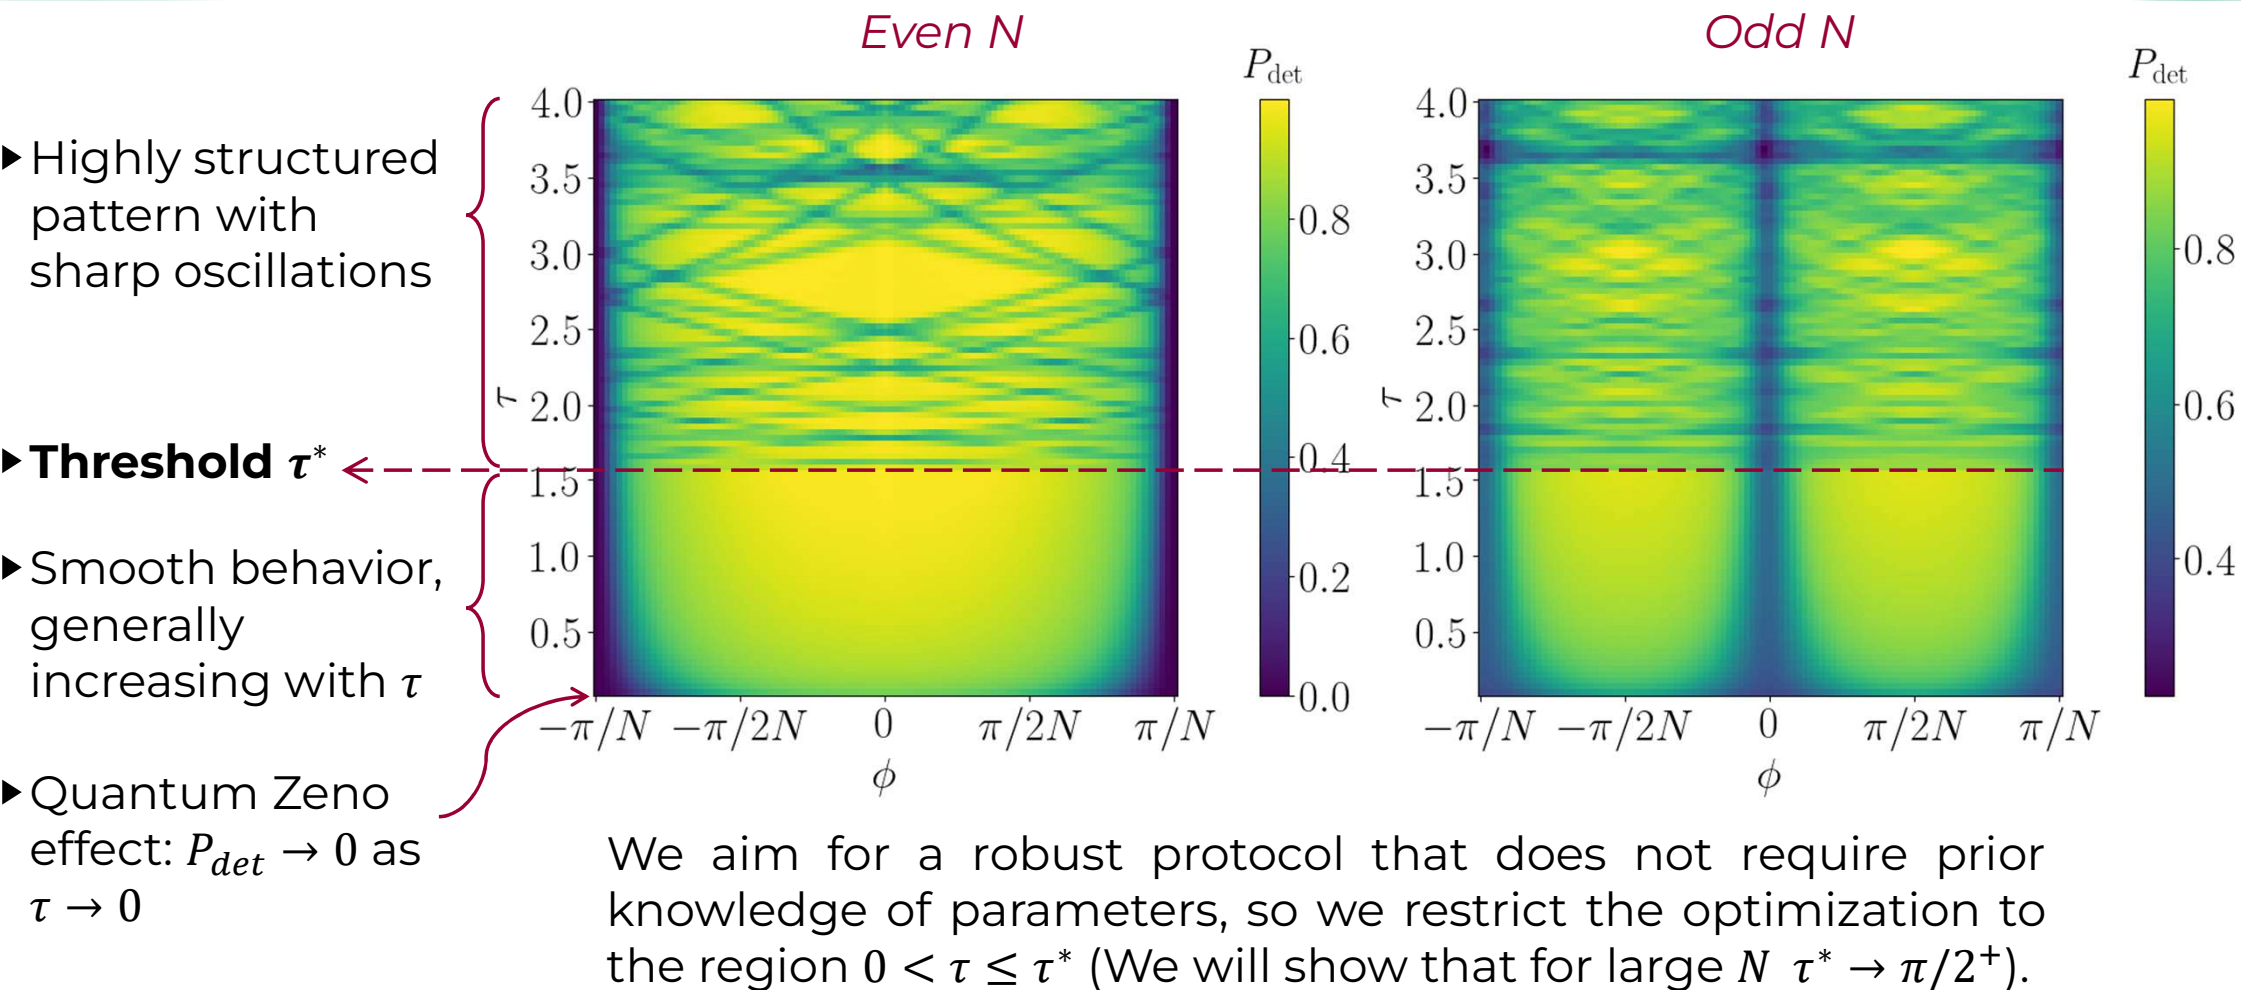 Even N
Odd N
▶Highly structured
pattern with
sharp oscillations
▶Threshold τ*
▶Smooth behavior,
generally
increasing with τ
▶Quantum Zeno
effect: P_det → 0 as
τ → 0
P_det
4.0
3.5
3.0
2.5
τ
2.0
1.5
1.0
0.5
−π/N −π/2N 0 π/2N π/N
ϕ
0.8
0.6
0.4
0.2
0.0
P_det
4.0
3.5
3.0
2.5
τ
2.0
1.5
1.0
0.5
−π/N −π/2N 0 π/2N π/N
ϕ
0.8
0.6
0.4
We aim for a robust protocol that does not require prior
knowledge of parameters, so we restrict the optimization to
the region 0 < τ ≤ τ* (We will show that for large N τ* → π/2⁺).